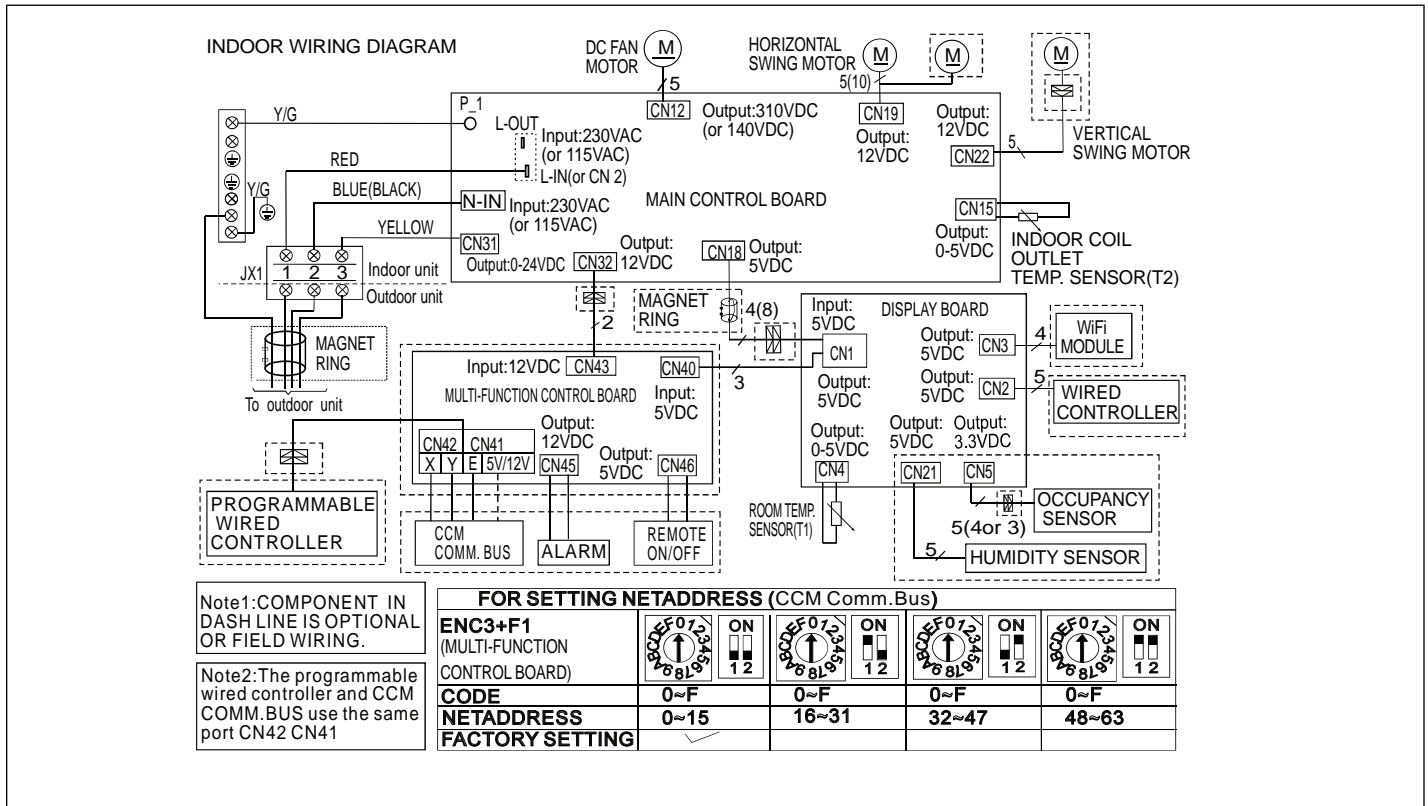 INDOOR WIRING DIAGRAM
DC FAN
MOTOR
M
5
HORIZONTAL
SWING MOTOR
M
5(10)
M
M
VERTICAL
SWING MOTOR
5
Y/G
P_1
L-OUT
Input:230VAC
(or 115VAC)
L-IN(or CN 2)
CN12
Output:310VDC
(or 140VDC)
CN19
Output:
12VDC
Output:
12VDC
CN22
RED
BLUE(BLACK)
N-IN
Input:230VAC
(or 115VAC)
MAIN CONTROL BOARD
CN15
Output:
0-5VDC
INDOOR COIL
OUTLET
TEMP. SENSOR(T2)
Y/G
YELLOW
CN31
Output:0-24VDC
CN32
Output:
12VDC
CN18
Output:
5VDC
JX1
1 2 3
Indoor unit
Outdoor unit
MAGNET
RING
To outdoor unit
2
MAGNET
RING
4(8)
Input:
5VDC
DISPLAY BOARD
CN1
Output:
5VDC
Output:
5VDC
CN3
4
WiFi
MODULE
Output:
5VDC
CN2
5
WIRED
CONTROLLER
Input:12VDC
CN43
CN40
Input:
5VDC
3
MULTI-FUNCTION CONTROL BOARD
Output:
12VDC
CN42 CN41
X Y E 5V/12V
CN45
Output:
5VDC
CN46
Output:
0-5VDC
CN4
Output:
5VDC
CN21
Output:
3.3VDC
CN5
ROOM TEMP.
SENSOR(T1)
OCCUPANCY
SENSOR
5(4or 3)
5
HUMIDITY SENSOR
PROGRAMMABLE
WIRED
CONTROLLER
CCM
COMM. BUS
ALARM
REMOTE
ON/OFF
Note1:COMPONENT IN
DASH LINE IS OPTIONAL
OR FIELD WIRING.
Note2:The programmable
wired controller and CCM
COMM.BUS use the same
port CN42 CN41
FOR SETTING NETADDRESS (CCM Comm.Bus)
ENC3+F1
(MULTI-FUNCTION
CONTROL BOARD)
0123456789ABCDEF ON 1 2
0123456789ABCDEF ON 1 2
0123456789ABCDEF ON 1 2
0123456789ABCDEF ON 1 2
CODE 0~F 0~F 0~F 0~F
NETADDRESS 0~15 16~31 32~47 48~63
FACTORY SETTING